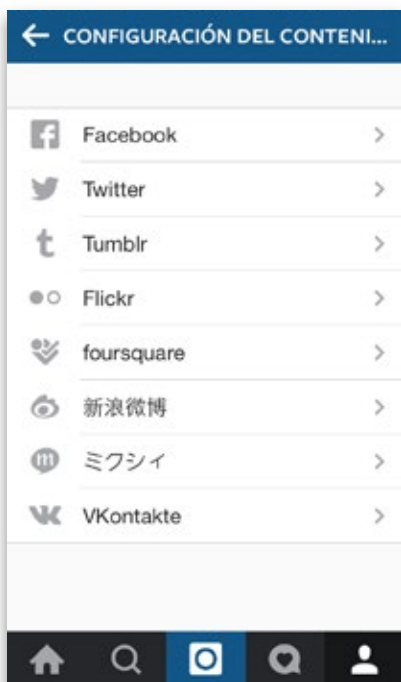 CONFIGURACIÓN DEL CONTENI...
Facebook
Twitter
Tumblr
Flickr
foursquare
新浪微博
ミクシィ
VKontakte